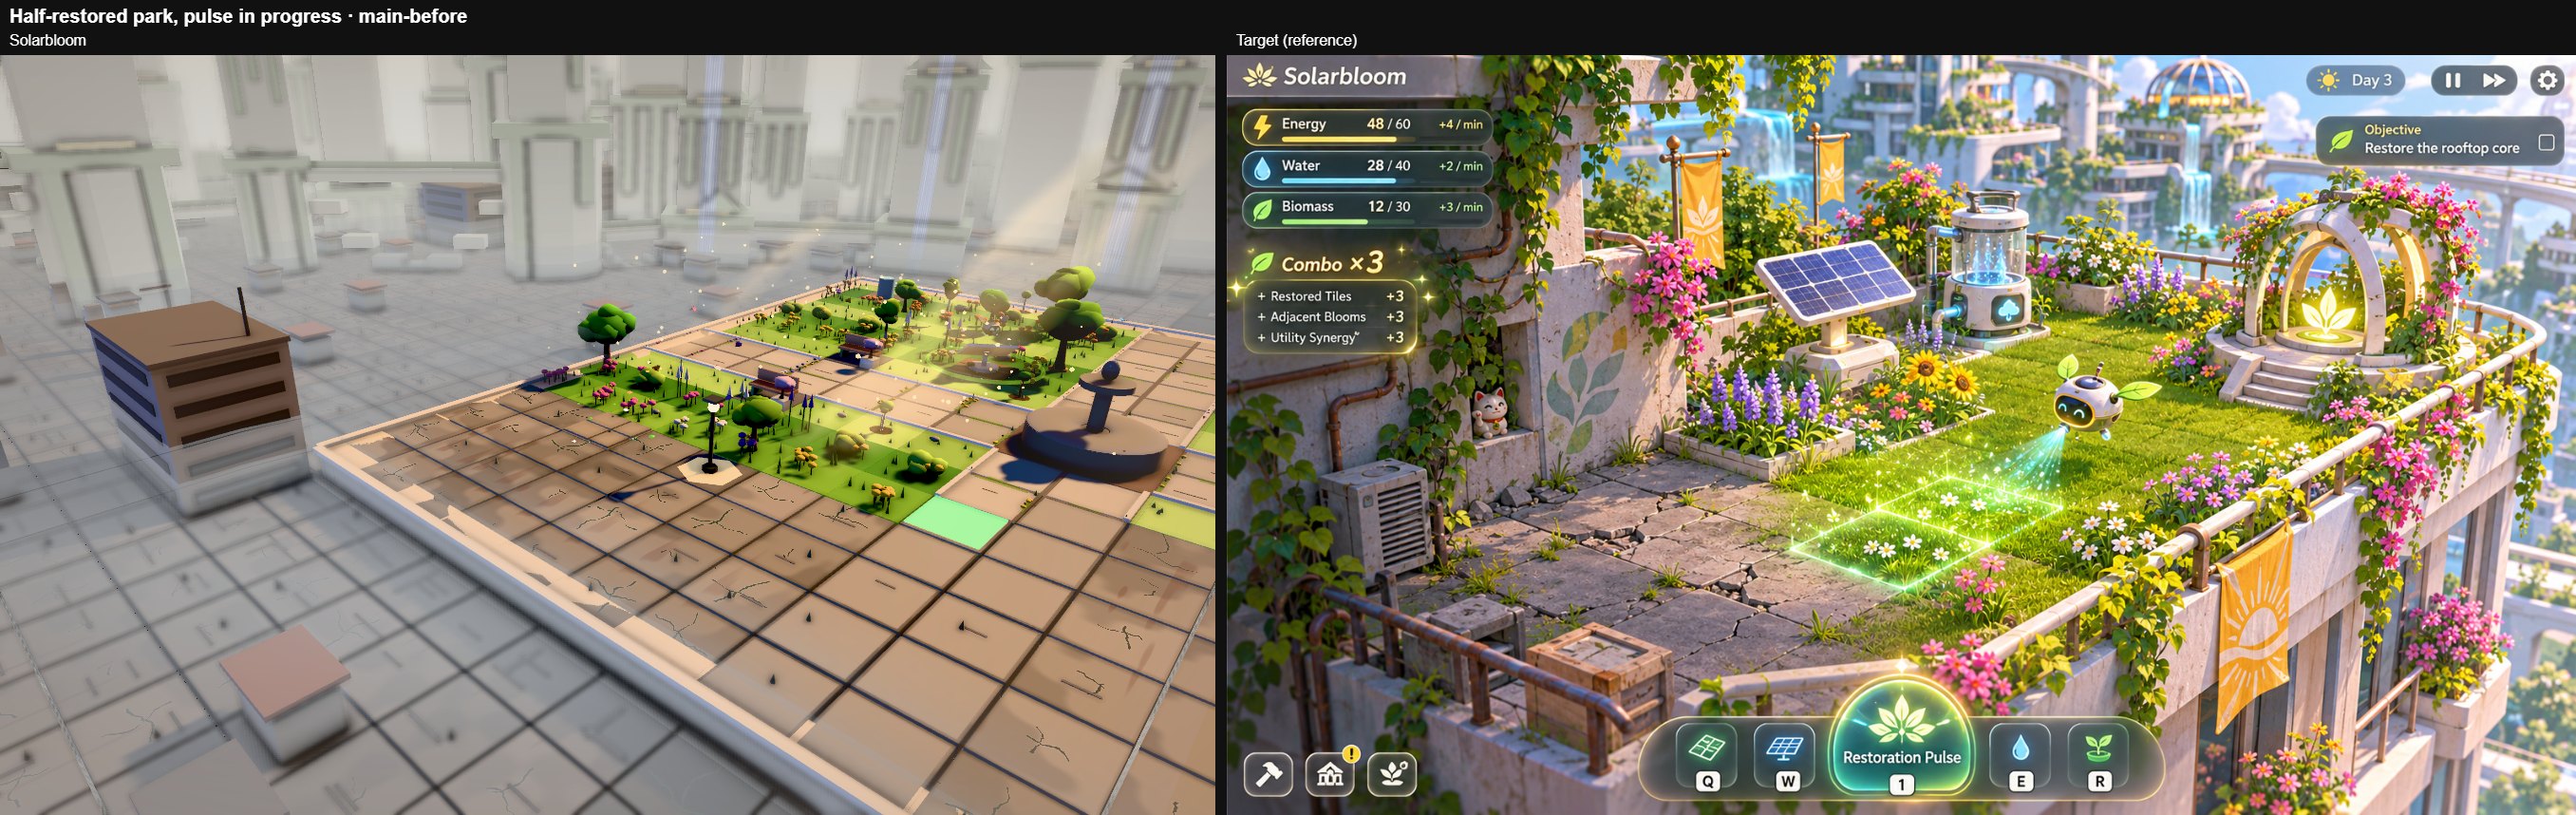 Half-restored park, pulse in progress · main-before
Solarbloom
Target (reference)
Solarbloom
Energy 48 / 60 +4 / min
Water 28 / 40 +2 / min
Biomass 12 / 30 +3 / min
Combo ×3
+ Restored Tiles +3
+ Adjacent Blooms +3
+ Utility Synergy +3
Day 3
Objective
Restore the rooftop core
!
Restoration Pulse
Q
W
1
E
R